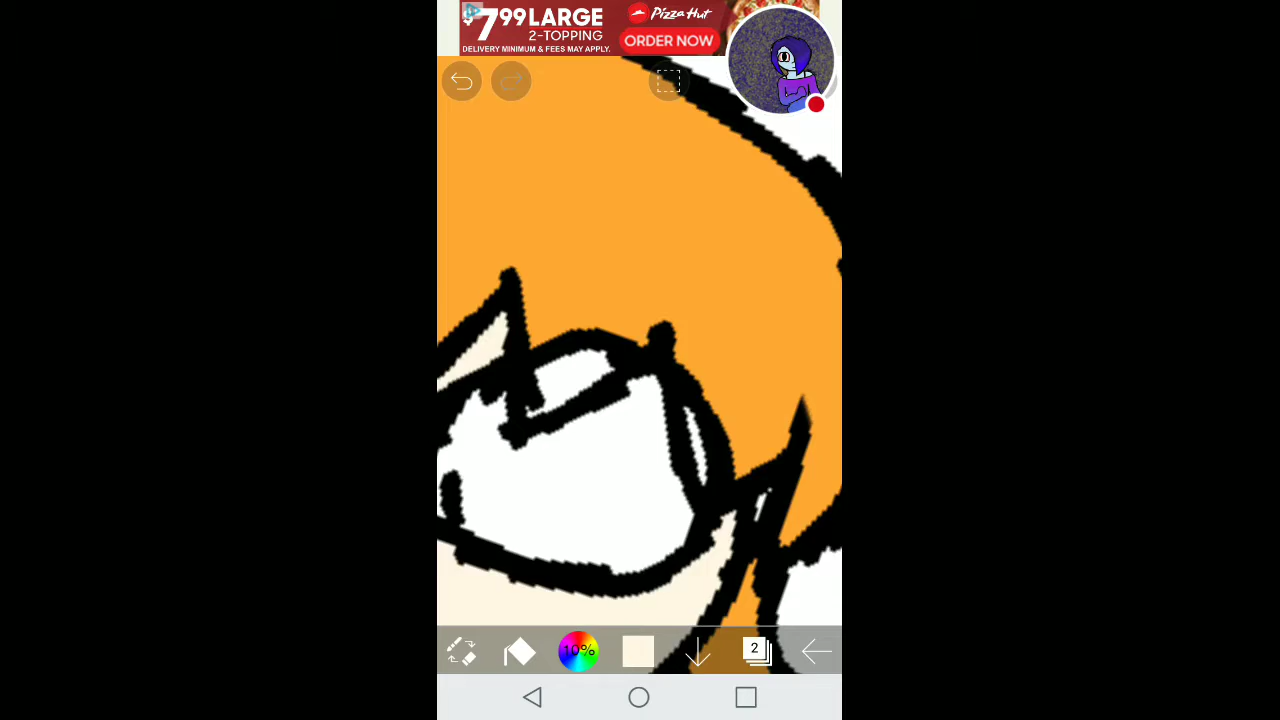 $7.99 LARGE
2-TOPPING
DELIVERY MINIMUM & FEES MAY APPLY.
Pizza Hut
ORDER NOW
10%
2